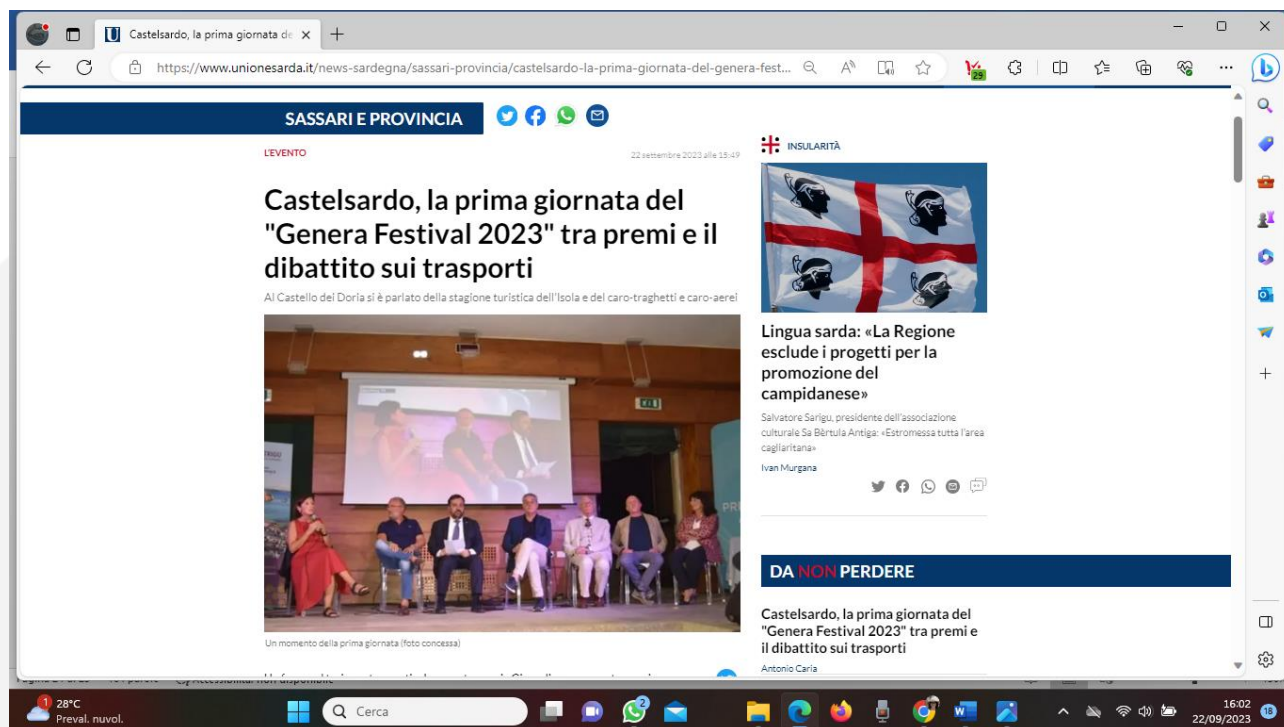 Castelsardo, la prima giornata de
https://www.unionesarda.it/news-sardegna/sassari-provincia/castelsardo-la-prima-giornata-del-genera-fest...
29
SASSARI E PROVINCIA
L'EVENTO
22 settembre 2023 alle 15:49
Castelsardo, la prima giornata del
"Genera Festival 2023" tra premi e il
dibattito sui trasporti
Al Castello dei Doria si è parlato della stagione turistica dell'Isola e del caro-traghetti e caro-aerei
Un momento della prima giornata (foto concessa)
INSULARITÀ
Lingua sarda: «La Regione
esclude i progetti per la
promozione del
campidanese»
Salvatore Sarigu, presidente dell'associazione
culturale Sa Bèrtula Antiga: «Estromessa tutta l'area
cagliaritana»
Ivan Murgana
DA NON PERDERE
Castelsardo, la prima giornata del
"Genera Festival 2023" tra premi e
il dibattito sui trasporti
Antonio Caria
1
28°C
Preval. nuvol.
Cerca
2
16:02
22/09/2023
18